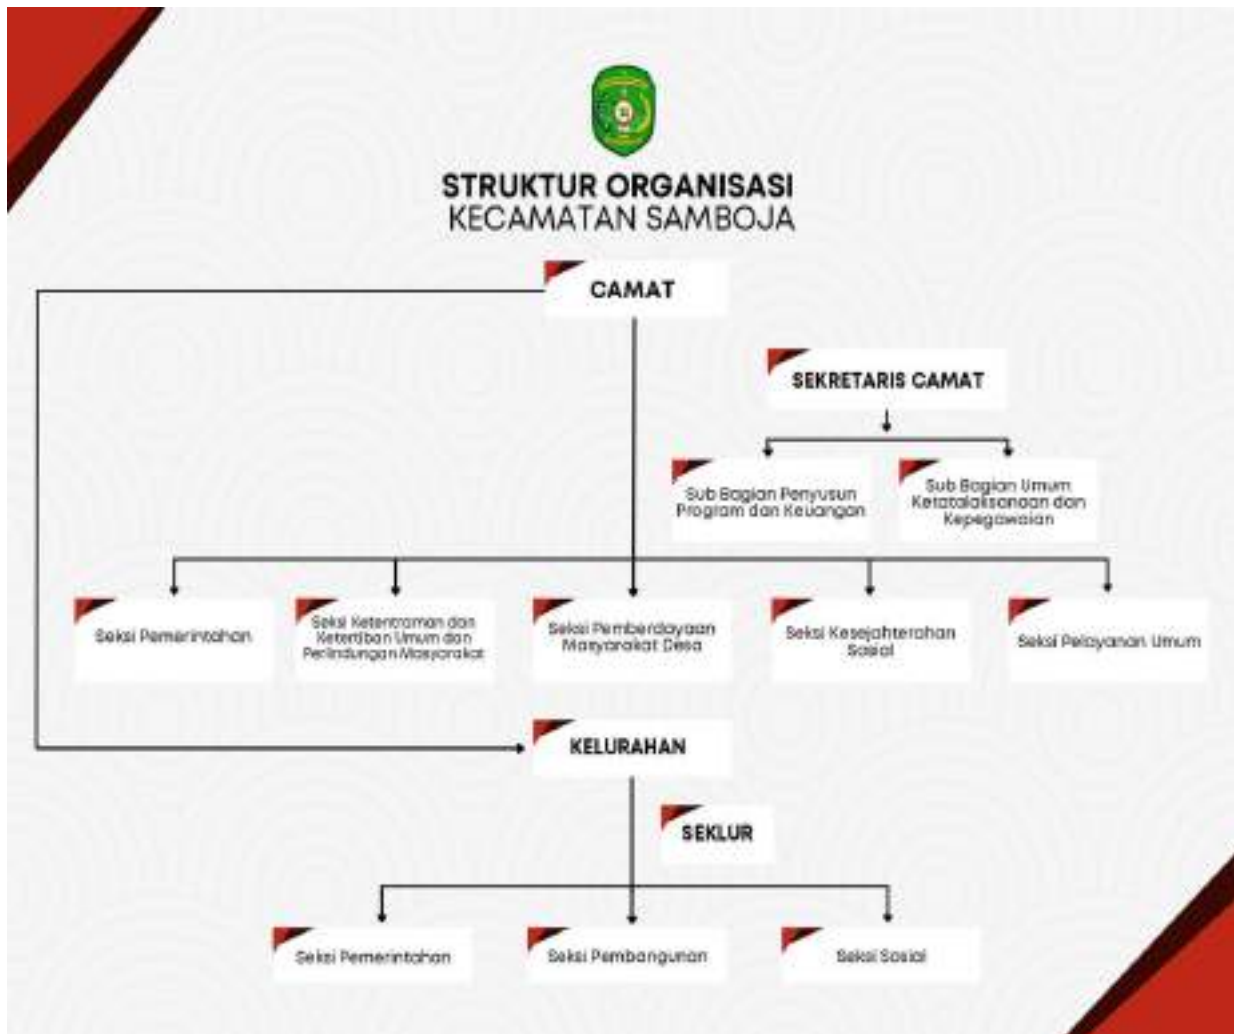 STRUKTUR ORGANISASI
KECAMATAN SAMBOJA
CAMAT
SEKRETARIS CAMAT
Sub Bagian Penyusun
Program dan Keuangan
Sub Bagian Umum
Ketatalaksanaan dan
Kepegawaian
Seksi Pemerintahan
Seksi Ketentraman dan
Ketertiban Umum dan
Perlindungan Masyarakat
Seksi Pemberdayaan
Masyarakat Desa
Seksi Kesejahterahan
Sosial
Seksi Pelayanan Umum
KELURAHAN
SEKLUR
Seksi Pemerintahan
Seksi Pembangunan
Seksi Sosial